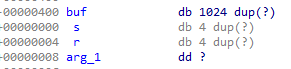 -00000400 buf db 1024 dup(?)
+00000000 s db 4 dup(?)
+00000004 r db 4 dup(?)
+00000008 arg_1 dd ?